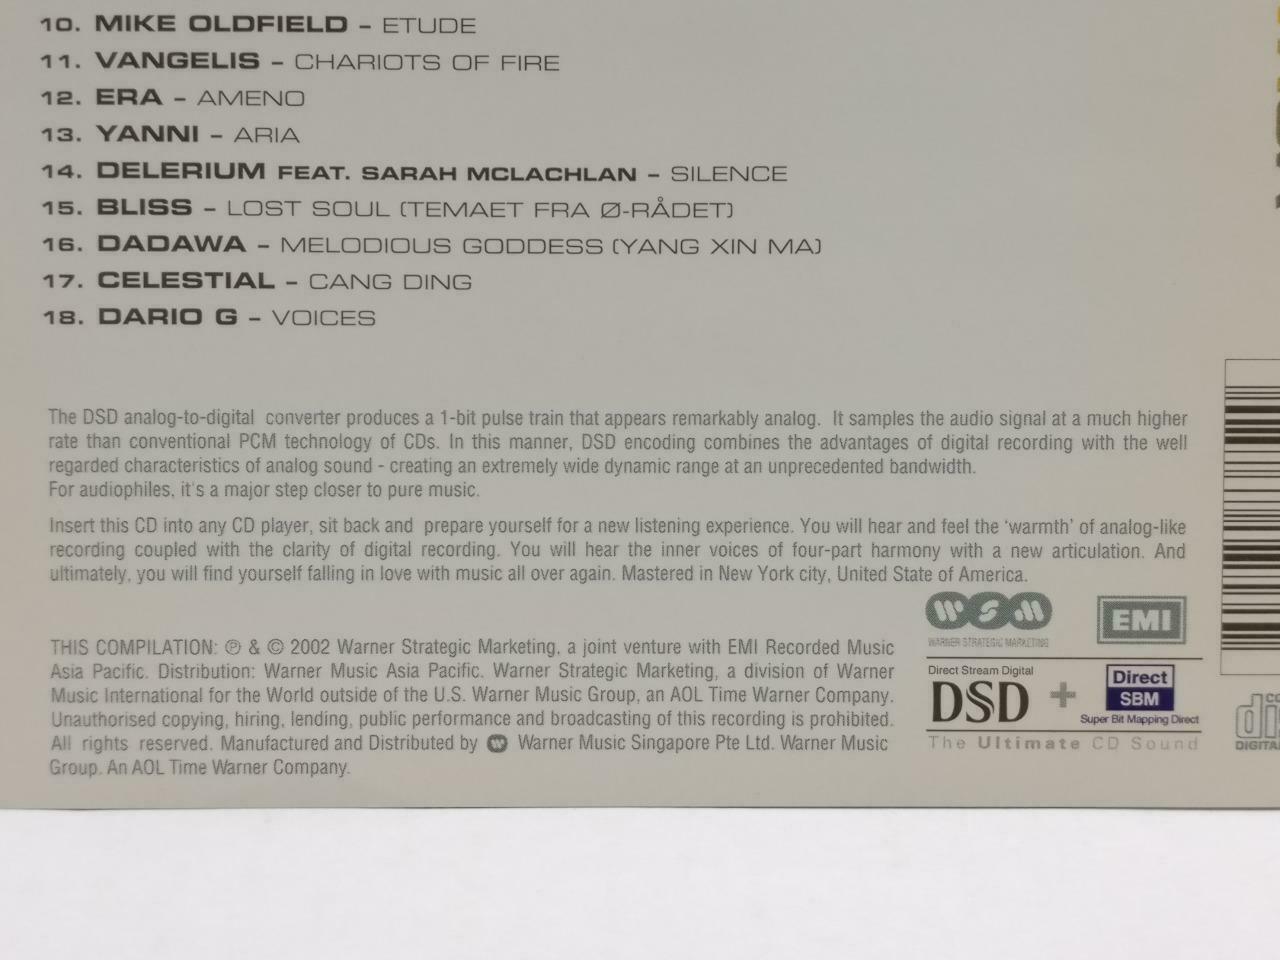 10. MIKE OLDFIELD – ETUDE
11. VANGELIS – CHARIOTS OF FIRE
12. ERA – AMENO
13. YANNI – ARIA
14. DELERIUM FEAT. SARAH MCLACHLAN – SILENCE
15. BLISS – LOST SOUL (TEMAET FRA Ø-RÅDET)
16. DADAWA – MELODIOUS GODDESS (YANG XIN MA)
17. CELESTIAL – CANG DING
18. DARIO G – VOICES
The DSD analog-to-digital converter produces a 1-bit pulse train that appears remarkably analog. It samples the audio signal at a much higher
rate than conventional PCM technology of CDs. In this manner, DSD encoding combines the advantages of digital recording with the well
regarded characteristics of analog sound - creating an extremely wide dynamic range at an unprecedented bandwidth.
For audiophiles, it's a major step closer to pure music.
Insert this CD into any CD player, sit back and prepare yourself for a new listening experience. You will hear and feel the 'warmth' of analog-like
recording coupled with the clarity of digital recording. You will hear the inner voices of four-part harmony with a new articulation. And
ultimately, you will find yourself falling in love with music all over again. Mastered in New York city, United State of America.
THIS COMPILATION: ℗ & © 2002 Warner Strategic Marketing, a joint venture with EMI Recorded Music
Asia Pacific. Distribution: Warner Music Asia Pacific. Warner Strategic Marketing, a division of Warner
Music International for the World outside of the U.S. Warner Music Group, an AOL Time Warner Company.
Unauthorised copying, hiring, lending, public performance and broadcasting of this recording is prohibited.
All rights reserved. Manufactured and Distributed by Warner Music Singapore Pte Ltd. Warner Music
Group. An AOL Time Warner Company.
WSM
WARNER STRATEGIC MARKETING
EMI
Direct Stream Digital
DSD +
Direct
SBM
Super Bit Mapping Direct
The Ultimate CD Sound